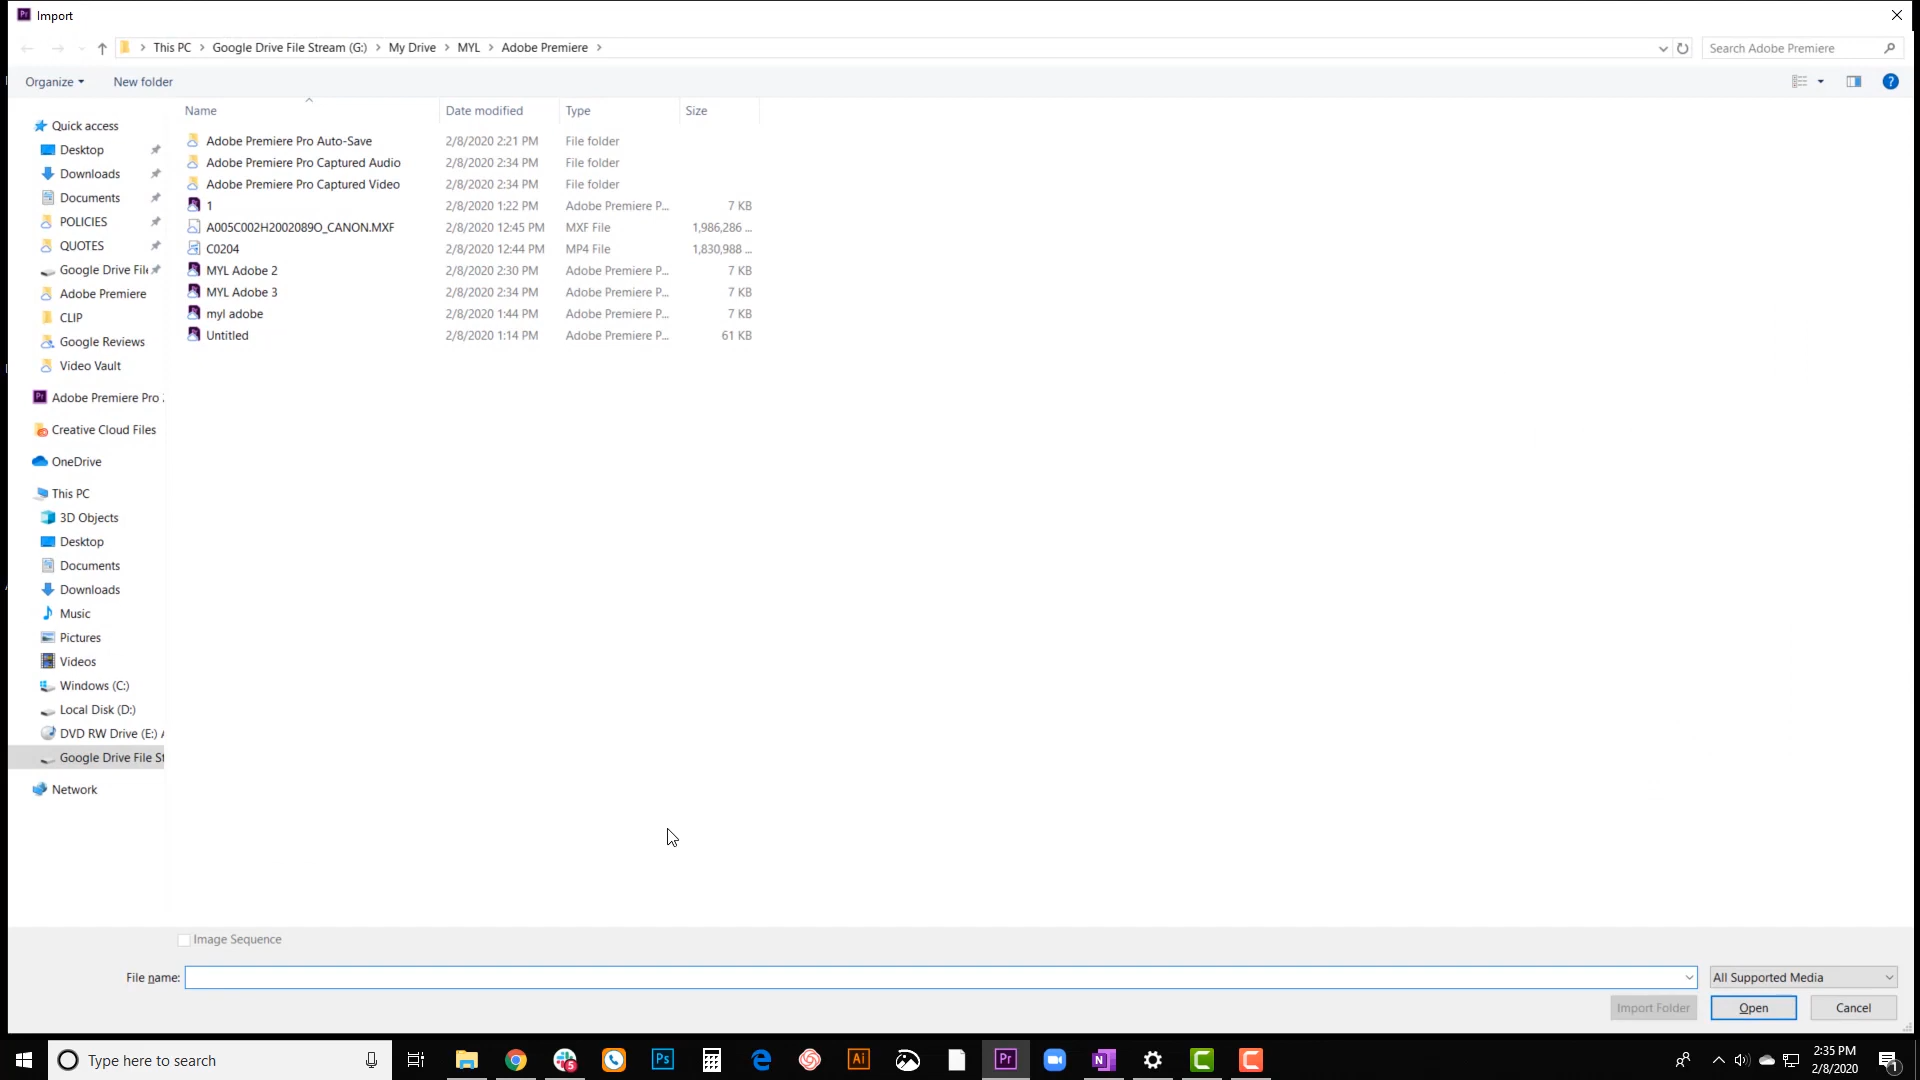 Import
This PC > Google Drive File Stream (G:) > My Drive > MYL > Adobe Premiere >
Search Adobe Premiere
Organize
New folder
Name Date modified Type Size
Adobe Premiere Pro Auto-Save 2/8/2020 2:21 PM File folder
Adobe Premiere Pro Captured Audio 2/8/2020 2:34 PM File folder
Adobe Premiere Pro Captured Video 2/8/2020 2:34 PM File folder
1 2/8/2020 1:22 PM Adobe Premiere P... 7 KB
A005C002H2002089O_CANON.MXF 2/8/2020 12:45 PM MXF File 1,986,286 ...
C0204 2/8/2020 12:44 PM MP4 File 1,830,988 ...
MYL Adobe 2 2/8/2020 2:30 PM Adobe Premiere P... 7 KB
MYL Adobe 3 2/8/2020 2:34 PM Adobe Premiere P... 7 KB
myl adobe 2/8/2020 1:44 PM Adobe Premiere P... 7 KB
Untitled 2/8/2020 1:14 PM Adobe Premiere P... 61 KB
Quick access
Desktop
Downloads
Documents
POLICIES
QUOTES
Google Drive File
Adobe Premiere
CLIP
Google Reviews
Video Vault
Adobe Premiere Pro
Creative Cloud Files
OneDrive
This PC
3D Objects
Desktop
Documents
Downloads
Music
Pictures
Videos
Windows (C:)
Local Disk (D:)
DVD RW Drive (E:) A
Google Drive File St
Network
Image Sequence
File name:
All Supported Media
Import Folder
Open
Cancel
Type here to search
2:35 PM
2/8/2020